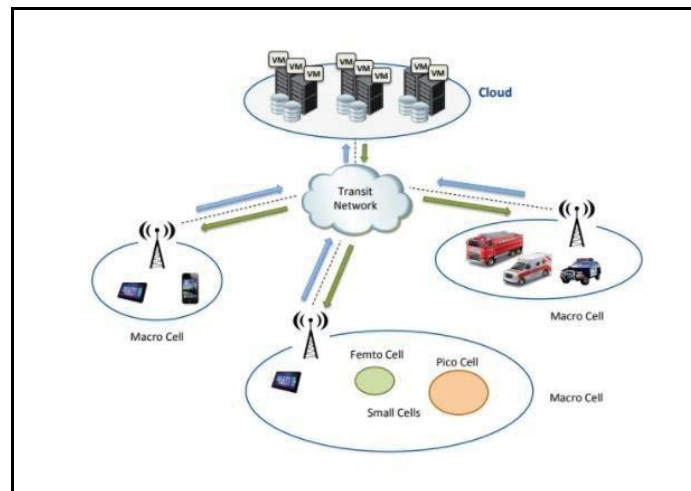 VM
VM
VM
VM
VM
VM
VM
VM
Cloud
Transit
Network
Macro Cell
Femto Cell
Pico Cell
Small Cells
Macro Cell
Macro Cell